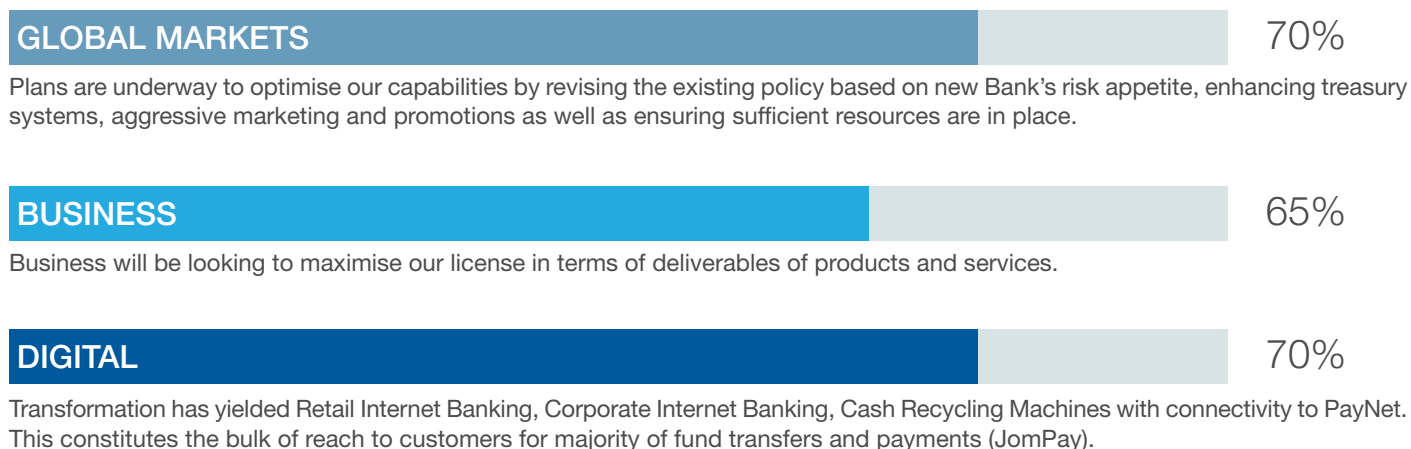 GLOBAL MARKETS 70%
Plans are underway to optimise our capabilities by revising the existing policy based on new Bank’s risk appetite, enhancing treasury
systems, aggressive marketing and promotions as well as ensuring sufficient resources are in place.
BUSINESS 65%
Business will be looking to maximise our license in terms of deliverables of products and services.
DIGITAL 70%
Transformation has yielded Retail Internet Banking, Corporate Internet Banking, Cash Recycling Machines with connectivity to PayNet.
This constitutes the bulk of reach to customers for majority of fund transfers and payments (JomPay).